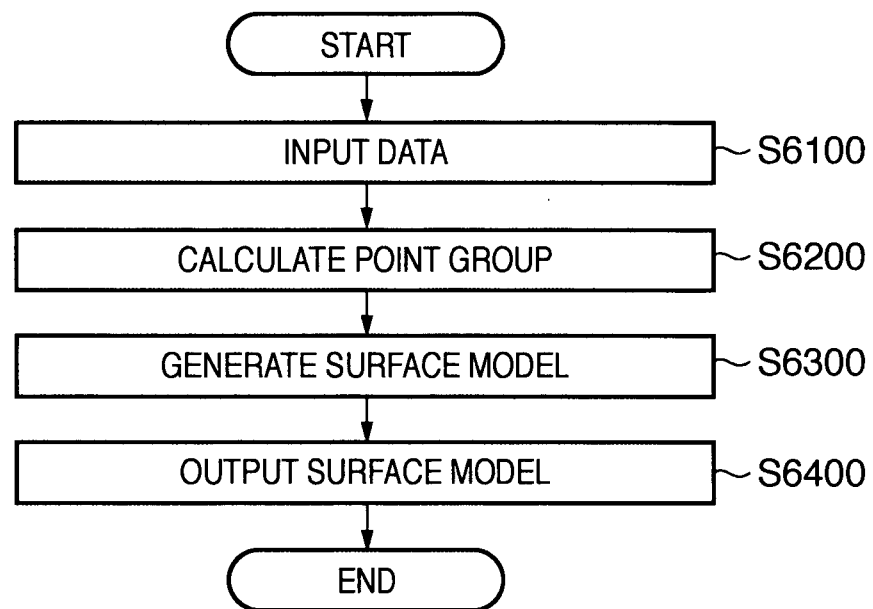 START
INPUT DATA ~ S6100
CALCULATE POINT GROUP ~ S6200
GENERATE SURFACE MODEL ~ S6300
OUTPUT SURFACE MODEL ~ S6400
END